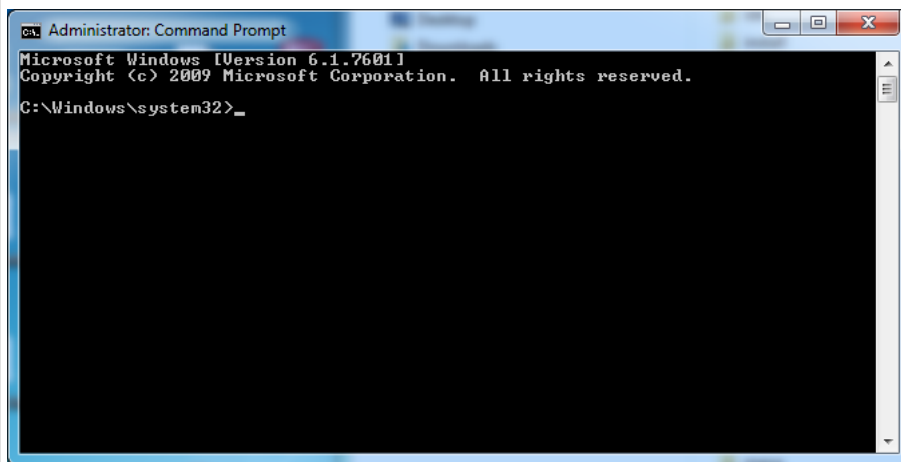 Administrator: Command Prompt
Microsoft Windows [Version 6.1.7601]
Copyright (c) 2009 Microsoft Corporation.  All rights reserved.
C:\Windows\system32>_